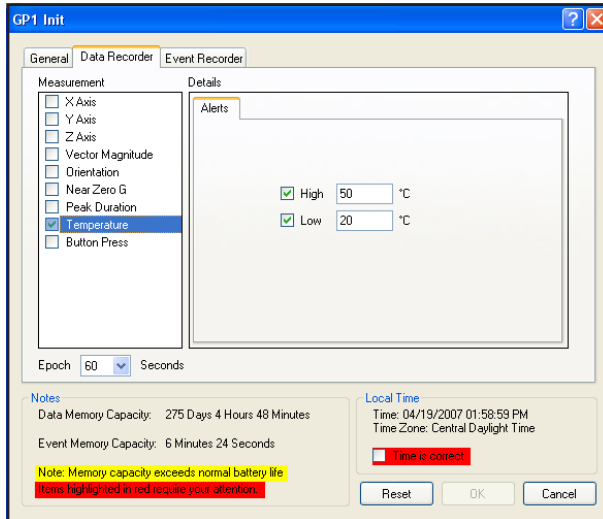 GP1 Init
General Data Recorder Event Recorder
Measurement
X Axis
Y Axis
Z Axis
Vector Magnitude
Orientation
Near Zero G
Peak Duration
Temperature
Button Press
Details
Alerts
High 50 °C
Low 20 °C
Epoch 60 Seconds
Notes
Data Memory Capacity: 275 Days 4 Hours 48 Minutes
Event Memory Capacity: 6 Minutes 24 Seconds
Note: Memory capacity exceeds normal battery life
Items highlighted in red require your attention.
Local Time
Time: 04/19/2007 01:58:59 PM
Time Zone: Central Daylight Time
Time is correct
Reset OK Cancel